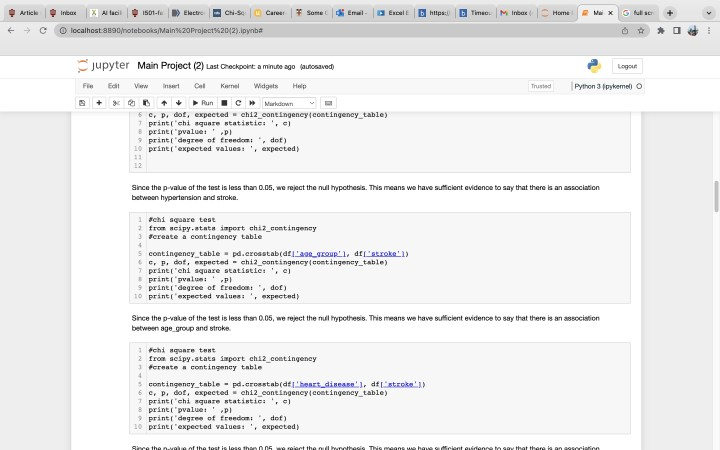 Article
Inbox
AI facili
I501-fa
Electro
Chi-Sq
Career
Some E
Email -
Excel E
https://
Timeou
Inbox (
Home
Mai
full scr
localhost:8890/notebooks/Main%20Project%20(2).ipynb#
jupyter Main Project (2) Last Checkpoint: a minute ago (autosaved)
Logout
File Edit View Insert Cell Kernel Widgets Help
Trusted
Python 3 (ipykernel)
Run
Markdown
6 c, p, dof, expected = chi2_contingency(contingency_table)
7 print('chi square statistic: ', c)
8 print('pvalue: ' ,p)
9 print('degree of freedom: ', dof)
10 print('expected values: ', expected)
11
12
Since the p-value of the test is less than 0.05, we reject the null hypothesis. This means we have sufficient evidence to say that there is an association
between hypertension and stroke.
1 #chi square test
2 from scipy.stats import chi2_contingency
3 #create a contingency table
4
5 contingency_table = pd.crosstab(df['age_group'], df['stroke'])
6 c, p, dof, expected = chi2_contingency(contingency_table)
7 print('chi square statistic: ', c)
8 print('pvalue: ' ,p)
9 print('degree of freedom: ', dof)
10 print('expected values: ', expected)
Since the p-value of the test is less than 0.05, we reject the null hypothesis. This means we have sufficient evidence to say that there is an association
between age_group and stroke.
1 #chi square test
2 from scipy.stats import chi2_contingency
3 #create a contingency table
4
5 contingency_table = pd.crosstab(df['heart_disease'], df['stroke'])
6 c, p, dof, expected = chi2_contingency(contingency_table)
7 print('chi square statistic: ', c)
8 print('pvalue: ' ,p)
9 print('degree of freedom: ', dof)
10 print('expected values: ', expected)
Since the p-value of the test is less than 0.05, we reject the null hypothesis. This means we have sufficient evidence to say that there is an association